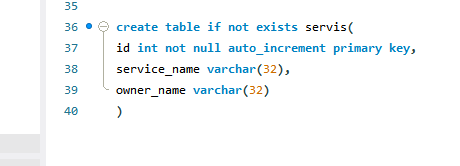 35
36 create table if not exists servis(
37 id int not null auto_increment primary key,
38 service_name varchar(32),
39 owner_name varchar(32)
40 )